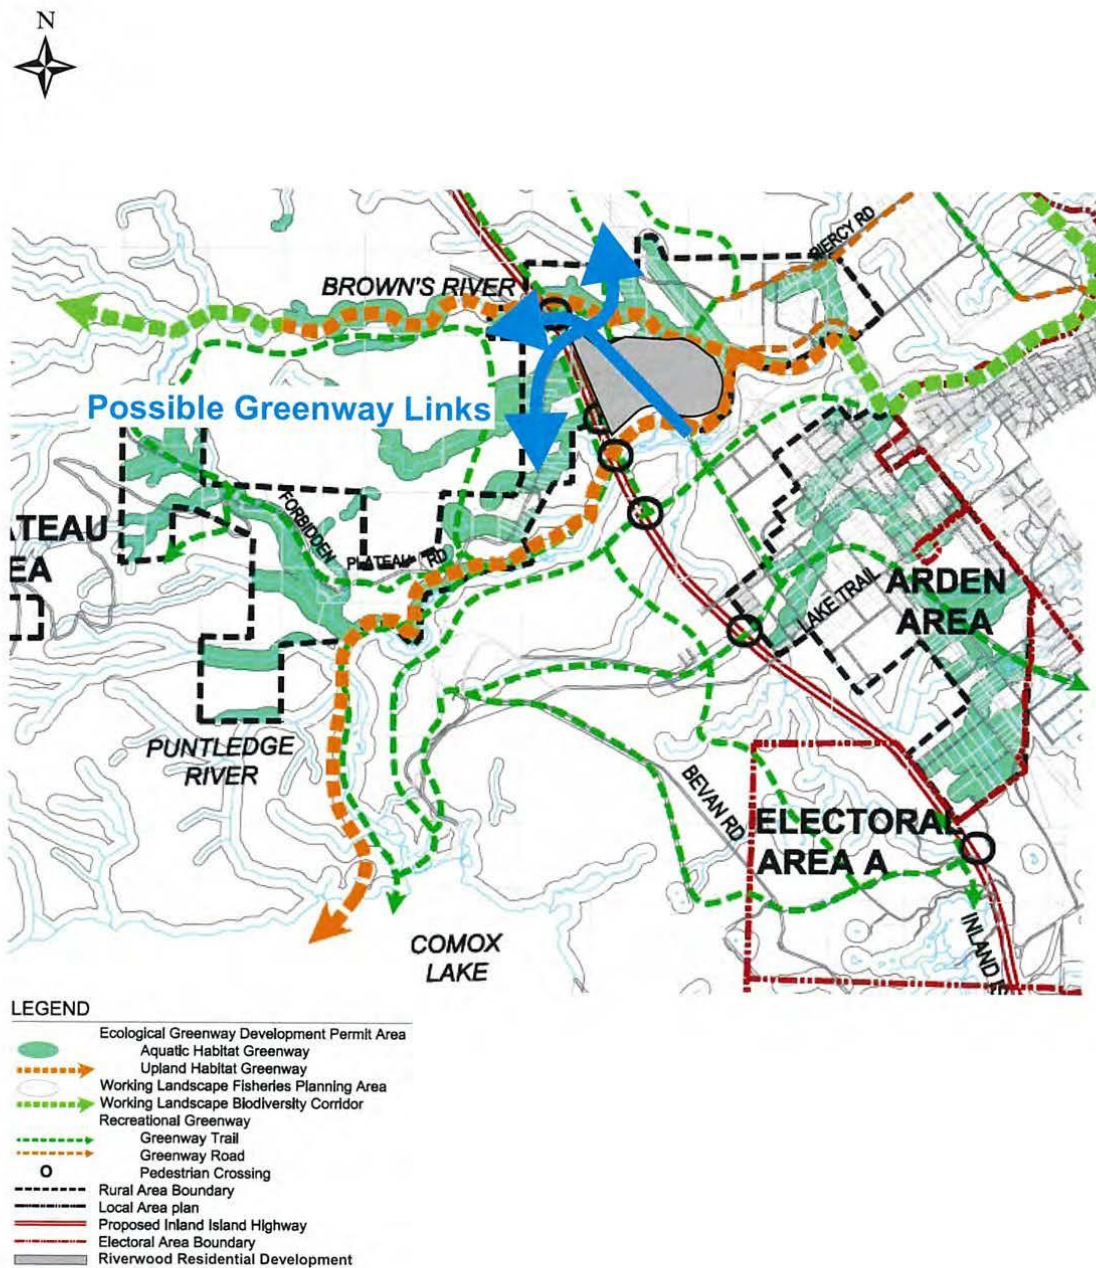 N
PIERCY RD
BROWN'S RIVER
Possible Greenway Links
FORBIDDEN
PLATEAU RD
ATEAU
EA
LAKE TRAIL
ARDEN
AREA
PUNTLEDGE
RIVER
BEVAN RD
ELECTORAL
AREA A
COMOX
LAKE
INLAND
LEGEND
Ecological Greenway Development Permit Area
Aquatic Habitat Greenway
Upland Habitat Greenway
Working Landscape Fisheries Planning Area
Working Landscape Biodiversity Corridor
Recreational Greenway
Greenway Trail
Greenway Road
Pedestrian Crossing
Rural Area Boundary
Local Area plan
Proposed Inland Island Highway
Electoral Area Boundary
Riverwood Residential Development